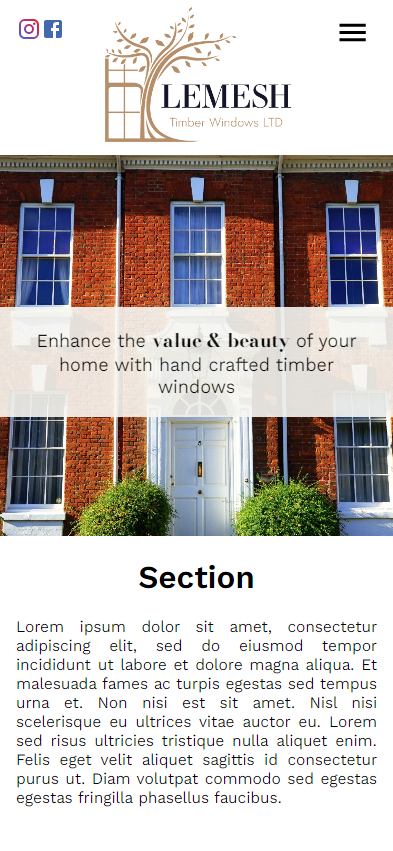 LEMESH
Timber Windows LTD
Enhance the value & beauty of your
home with hand crafted timber
windows
Section
Lorem ipsum dolor sit amet, consectetur
adipiscing elit, sed do eiusmod tempor
incididunt ut labore et dolore magna aliqua. Et
malesuada fames ac turpis egestas sed tempus
urna et. Non nisi est sit amet. Nisl nisi
scelerisque eu ultrices vitae auctor eu. Lorem
sed risus ultricies tristique nulla aliquet enim.
Felis eget velit aliquet sagittis id consectetur
purus ut. Diam volutpat commodo sed egestas
egestas fringilla phasellus faucibus.